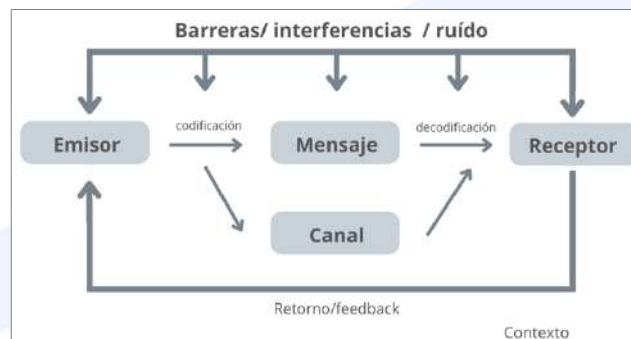 Barreras/ interferencias / ruído
codificación
decodificación
Emisor
Mensaje
Receptor
Canal
Retorno/feedback
Contexto